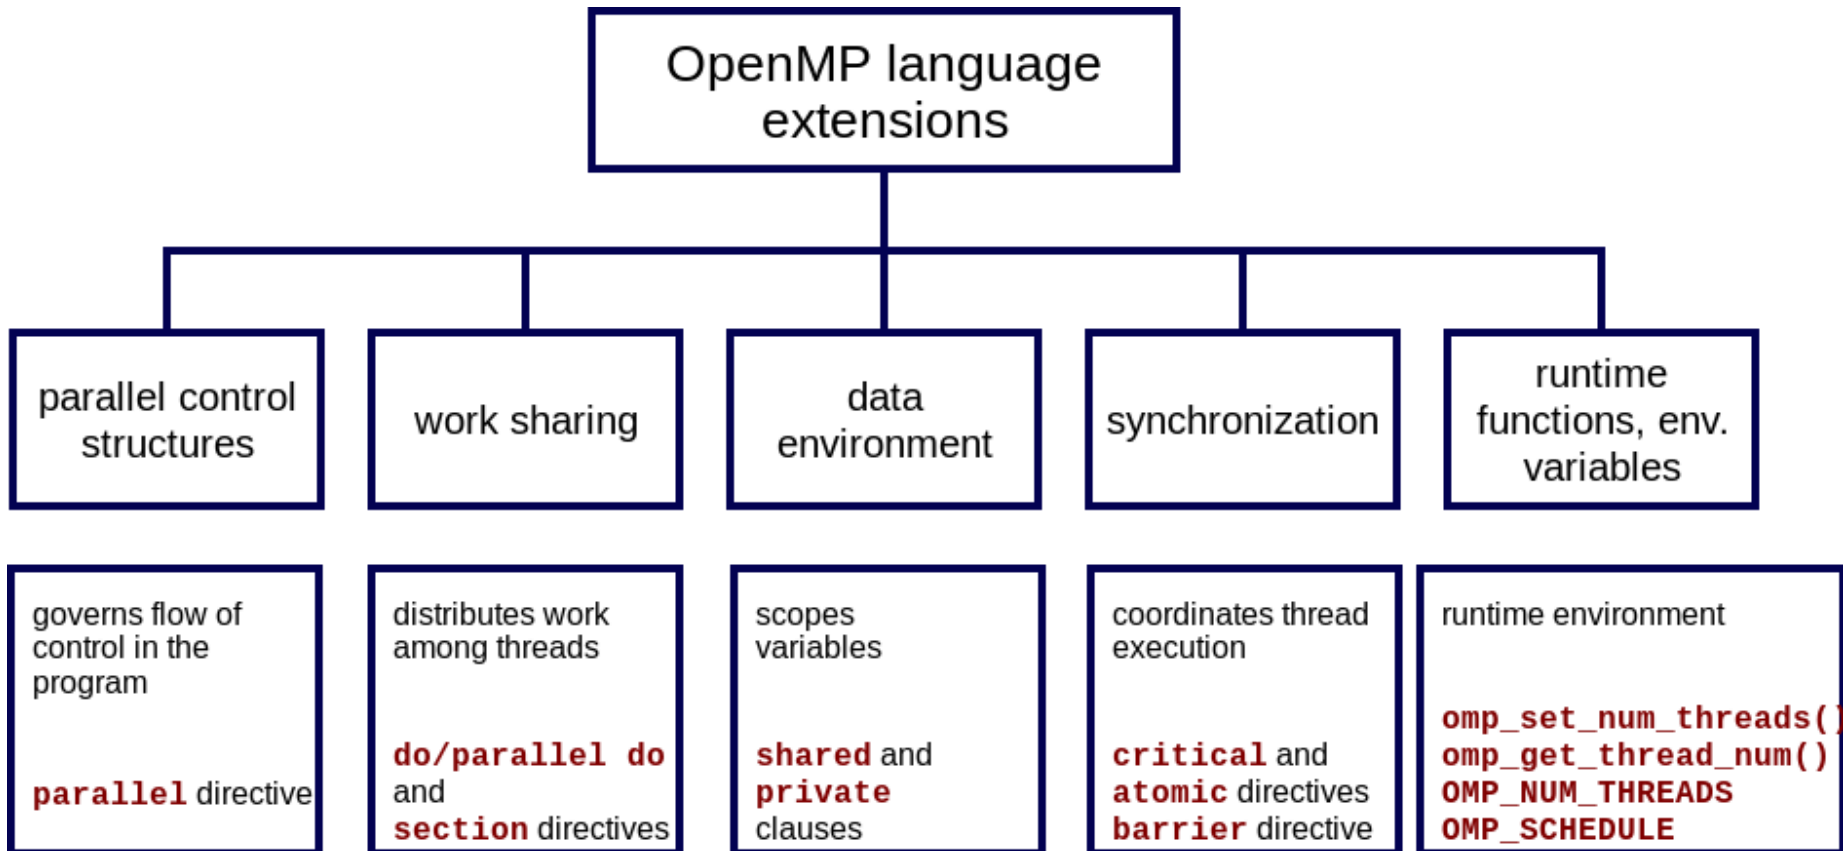 OpenMP language
extensions
parallel control
structures
work sharing
data
environment
synchronization
runtime
functions, env.
variables
governs flow of
control in the
program
parallel directive
distributes work
among threads
do/parallel do
and
section directives
scopes
variables
shared and
private
clauses
coordinates thread
execution
critical and
atomic directives
barrier directive
runtime environment
omp_set_num_threads()
omp_get_thread_num()
OMP_NUM_THREADS
OMP_SCHEDULE